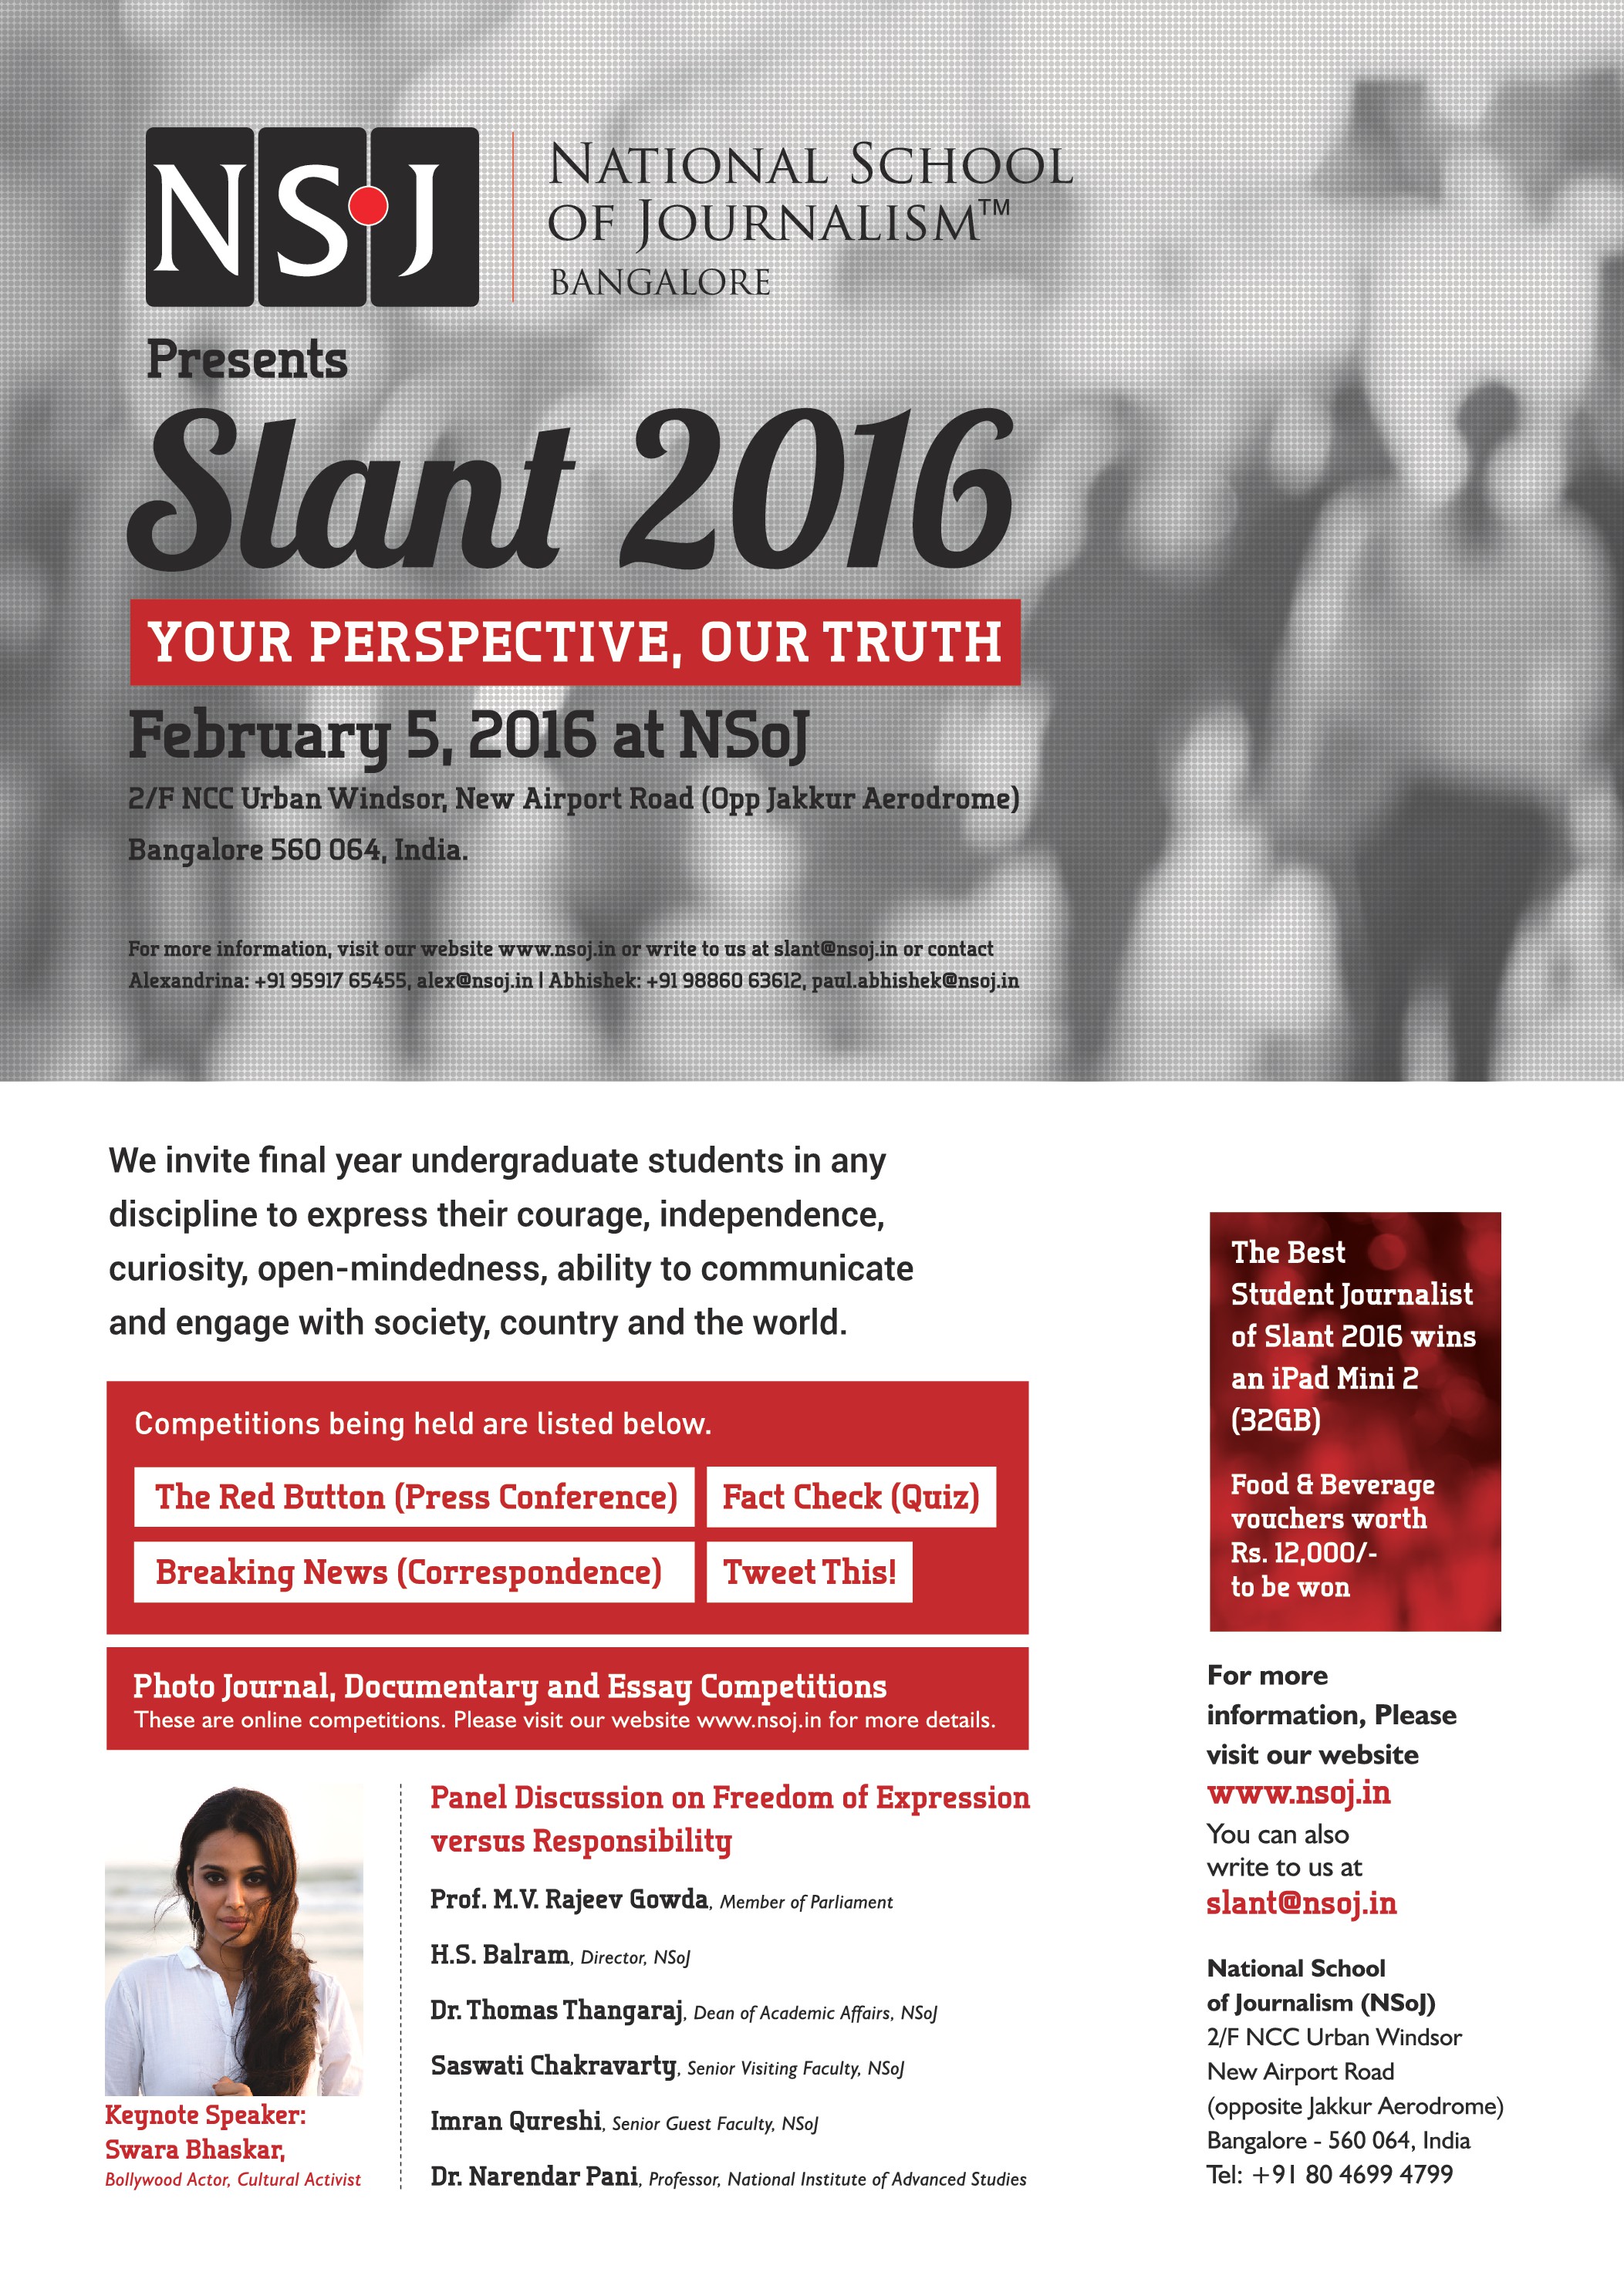 NSJ
NATIONAL SCHOOL
OF JOURNALISM™
BANGALORE
Presents
Slant 2016
YOUR PERSPECTIVE, OUR TRUTH
February 5, 2016 at NSoJ
2/F NCC Urban Windsor, New Airport Road (Opp Jakkur Aerodrome)
Bangalore 560 064, India.
For more information, visit our website www.nsoj.in or write to us at slant@nsoj.in or contact
Alexandrina: +91 95917 65455, alex@nsoj.in | Abhishek: +91 98860 63612, paul.abhishek@nsoj.in
We invite final year undergraduate students in any
discipline to express their courage, independence,
curiosity, open-mindedness, ability to communicate
and engage with society, country and the world.
Competitions being held are listed below.
The Red Button (Press Conference)
Fact Check (Quiz)
Breaking News (Correspondence)
Tweet This!
Photo Journal, Documentary and Essay Competitions
These are online competitions. Please visit our website www.nsoj.in for more details.
Keynote Speaker:
Swara Bhaskar,
Bollywood Actor, Cultural Activist
Panel Discussion on Freedom of Expression
versus Responsibility
Prof. M.V. Rajeev Gowda, Member of Parliament
H.S. Balram, Director, NSoJ
Dr. Thomas Thangaraj, Dean of Academic Affairs, NSoJ
Saswati Chakravarty, Senior Visiting Faculty, NSoJ
Imran Qureshi, Senior Guest Faculty, NSoJ
Dr. Narendar Pani, Professor, National Institute of Advanced Studies
The Best
Student Journalist
of Slant 2016 wins
an iPad Mini 2
(32GB)
Food & Beverage
vouchers worth
Rs. 12,000/-
to be won
For more
information, Please
visit our website
www.nsoj.in
You can also
write to us at
slant@nsoj.in
National School
of Journalism (NSoJ)
2/F NCC Urban Windsor
New Airport Road
(opposite Jakkur Aerodrome)
Bangalore - 560 064, India
Tel: +91 80 4699 4799